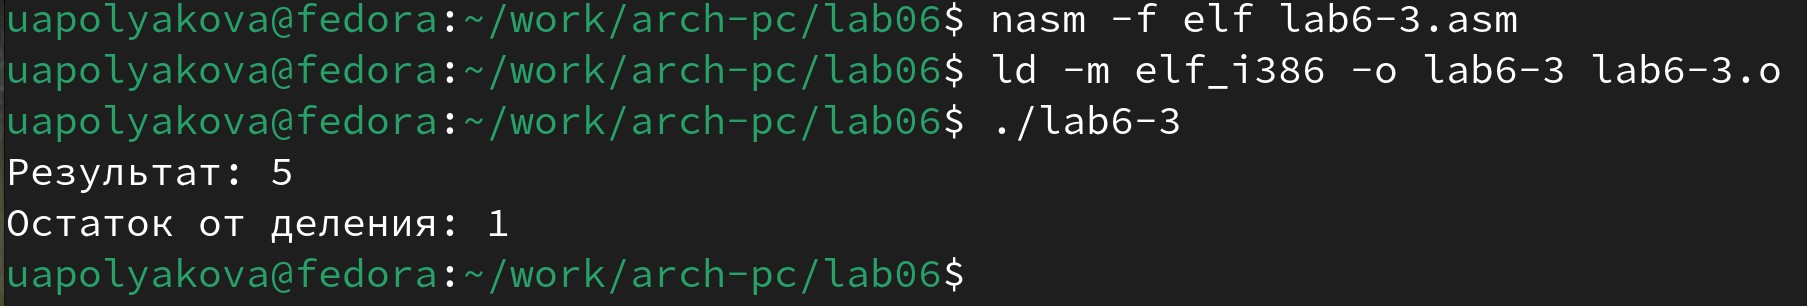 uapolyakova@fedora:~/work/arch-pc/lab06$ nasm -f elf lab6-3.asm
uapolyakova@fedora:~/work/arch-pc/lab06$ ld -m elf_i386 -o lab6-3 lab6-3.o
uapolyakova@fedora:~/work/arch-pc/lab06$ ./lab6-3
Результат: 5
Остаток от деления: 1
uapolyakova@fedora:~/work/arch-pc/lab06$